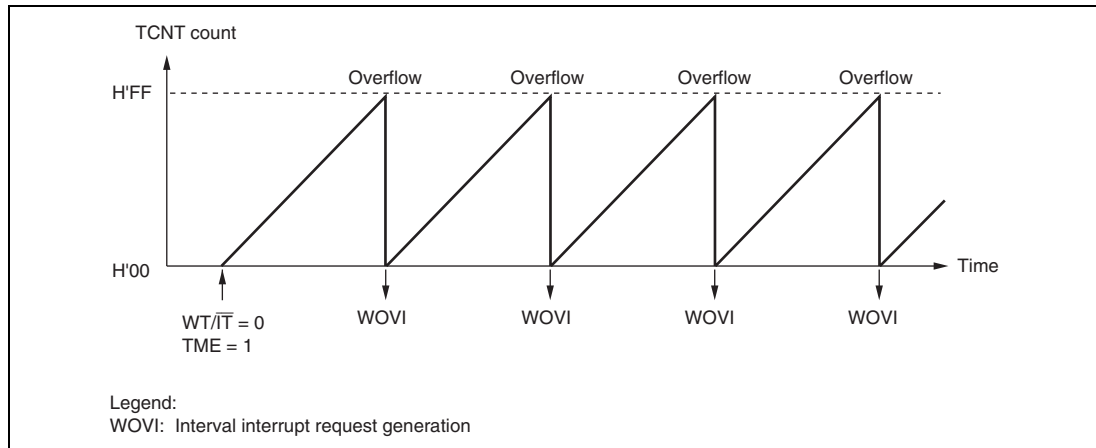 TCNT count
Overflow Overflow Overflow Overflow
H'FF
H'00
Time
WT/I̅T̅ = 0
TME = 1
WOVI WOVI WOVI WOVI
Legend:
WOVI: Interval interrupt request generation